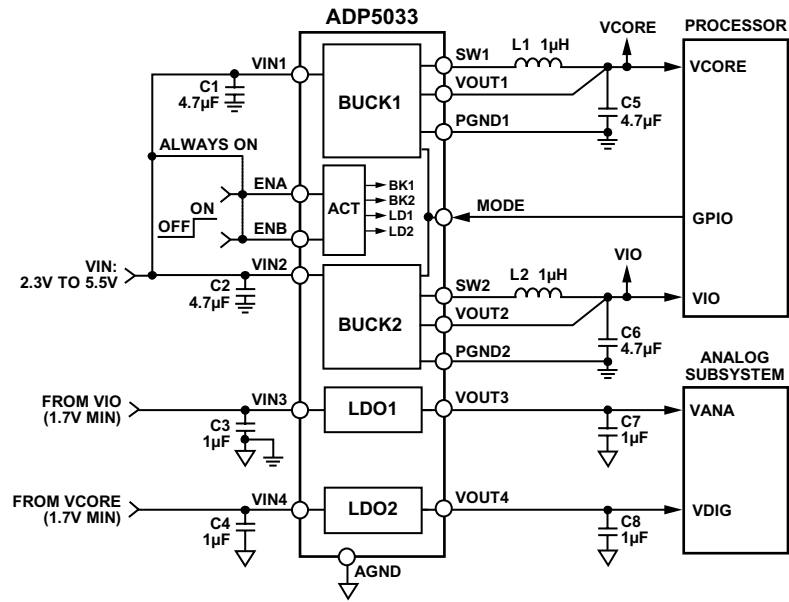 ADP5033
PROCESSOR
VIN1
C1
4.7µF
BUCK1
SW1
L1 1µH
VCORE
VCORE
VOUT1
C5
4.7µF
PGND1
ALWAYS ON
ENA
ON
OFF
ENB
ACT
BK1
BK2
LD1
LD2
MODE
GPIO
VIN:
2.3V TO 5.5V
VIN2
C2
4.7µF
BUCK2
SW2
L2 1µH
VIO
VIO
VOUT2
C6
4.7µF
PGND2
ANALOG
SUBSYSTEM
FROM VIO
(1.7V MIN)
VIN3
C3
1µF
LDO1
VOUT3
C7
1µF
VANA
FROM VCORE
(1.7V MIN)
VIN4
C4
1µF
LDO2
VOUT4
C8
1µF
VDIG
AGND